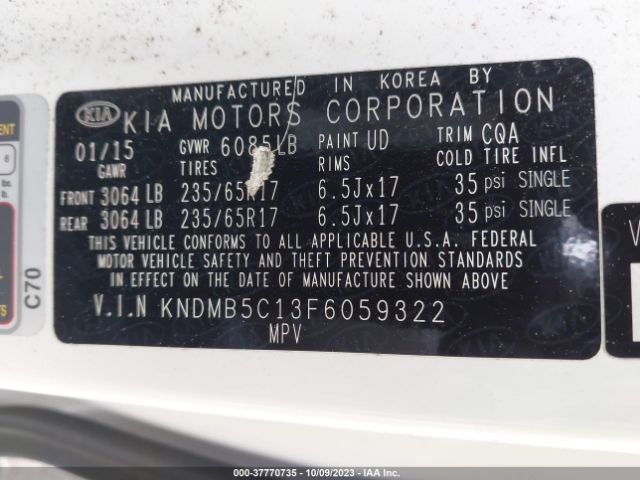 MANUFACTURED IN KOREA BY
KIA KIA MOTORS CORPORATION
01/15 GVWR 6085LB PAINT UD TRIM CQA
GAWR TIRES RIMS COLD TIRE INFL
FRONT 3064 LB 235/65R17 6.5Jx17 35 psi SINGLE
REAR 3064 LB 235/65R17 6.5Jx17 35 psi SINGLE
THIS VEHICLE CONFORMS TO ALL APPLICABLE U.S.A. FEDERAL
MOTOR VEHICLE SAFETY AND THEFT PREVENTION STANDARDS
IN EFFECT ON THE DATE OF MANUFACTURE SHOWN ABOVE.
V.I.N KNDMB5C13F6059322
MPV
C70
6
lbs.
000-37770735 - 10/09/2023 - IAA Inc.